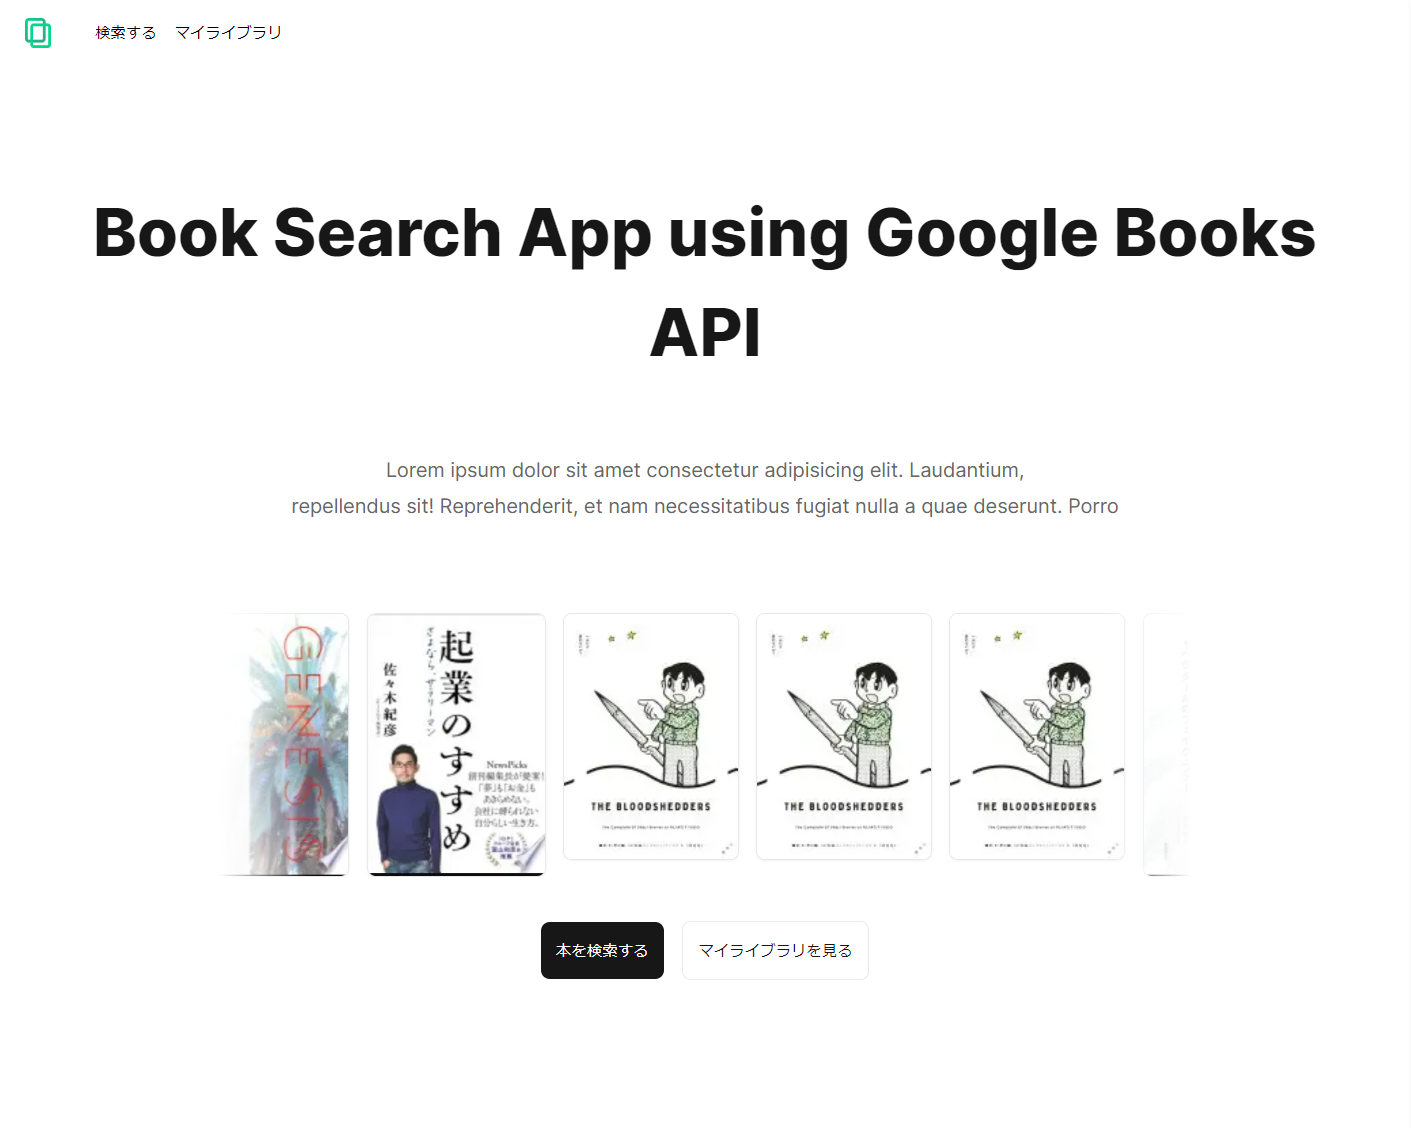 検索する マイライブラリ
Book Search App using Google Books
API
Lorem ipsum dolor sit amet consectetur adipisicing elit. Laudantium,
repellendus sit! Reprehenderit, et nam necessitatibus fugiat nulla a quae deserunt. Porro
GENESIS
起業のすすめ
さよなら、サラリーマン
佐々木紀彦
NewsPicks
創刊編集長が提案!
「夢」も「お金」も
あきらめない。
会社に縛られない
自分らしい生き方。
THE BLOODSHEDDERS
THE BLOODSHEDDERS
THE BLOODSHEDDERS
本を検索する マイライブラリを見る